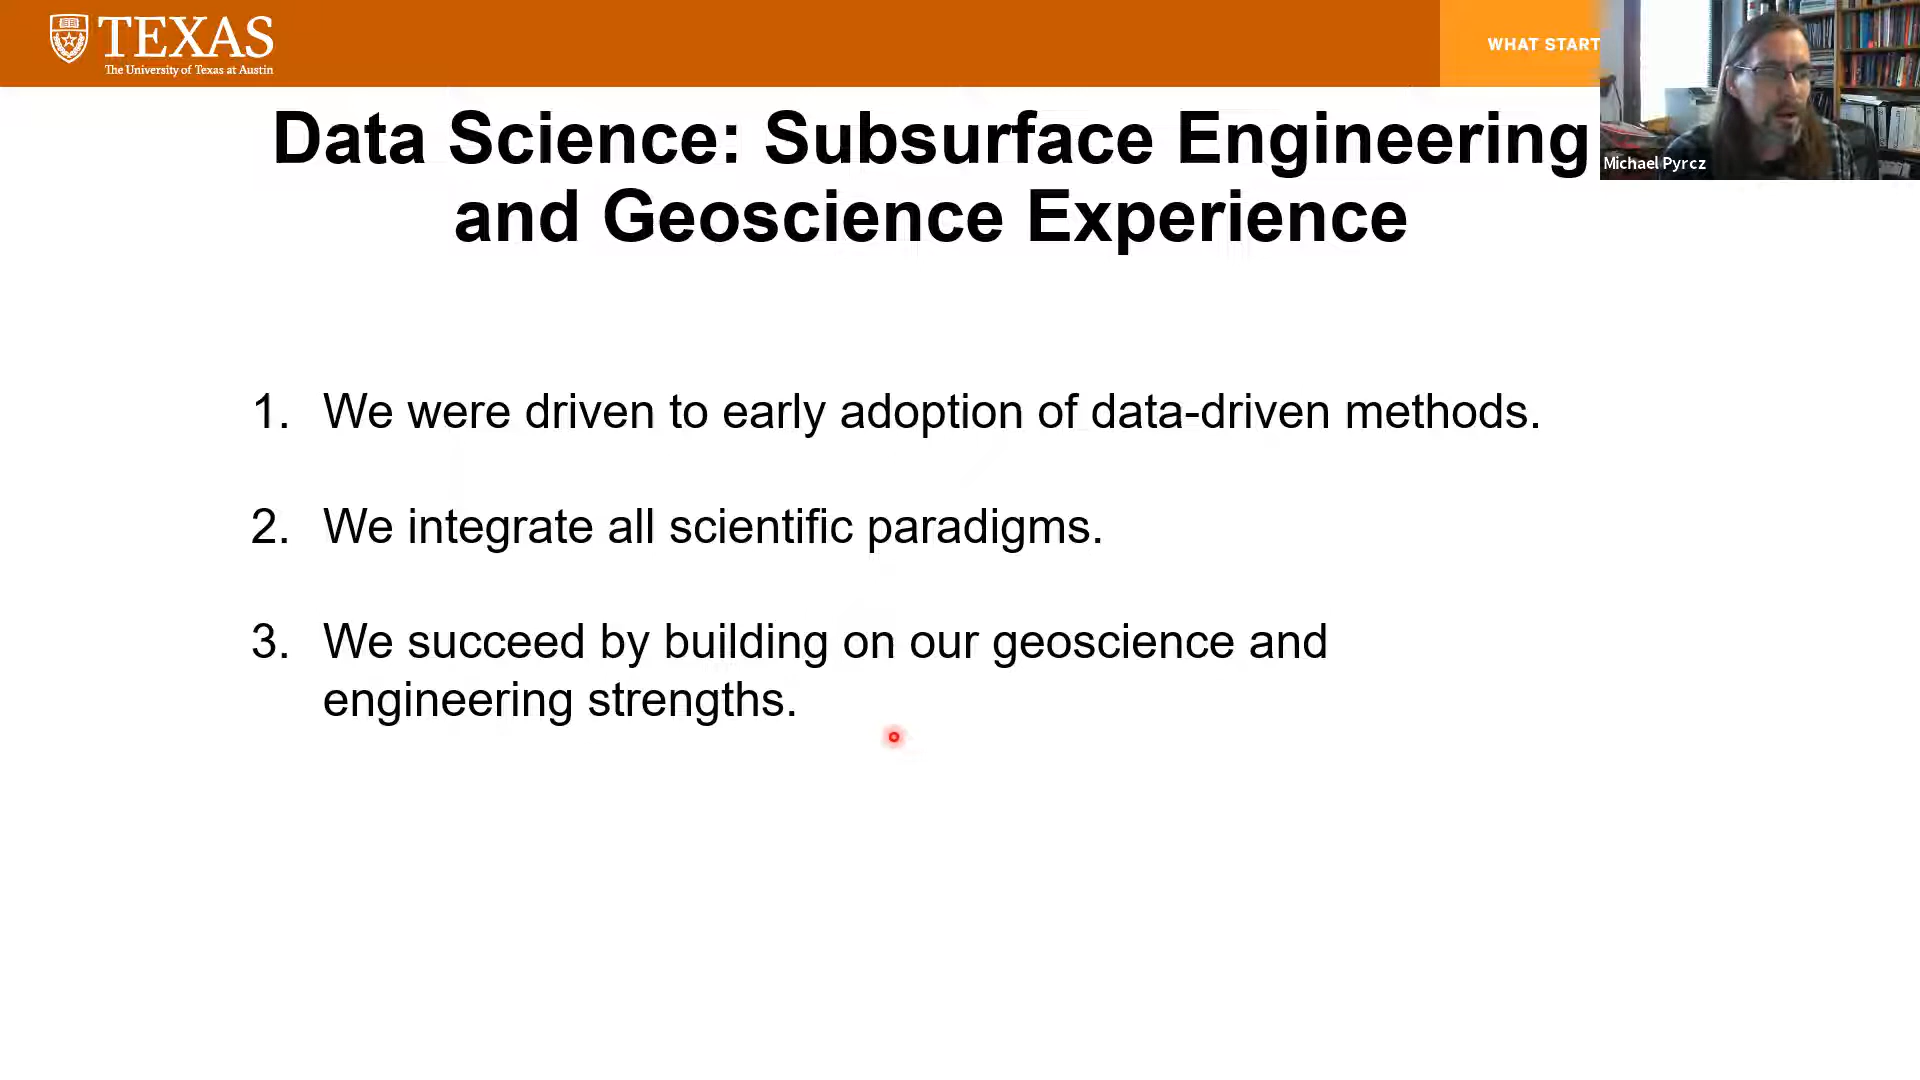 TEXAS
The University of Texas at Austin
WHAT START
Michael Pyrcz
Data Science: Subsurface Engineering
and Geoscience Experience
1. We were driven to early adoption of data-driven methods.
2. We integrate all scientific paradigms.
3. We succeed by building on our geoscience and
engineering strengths.